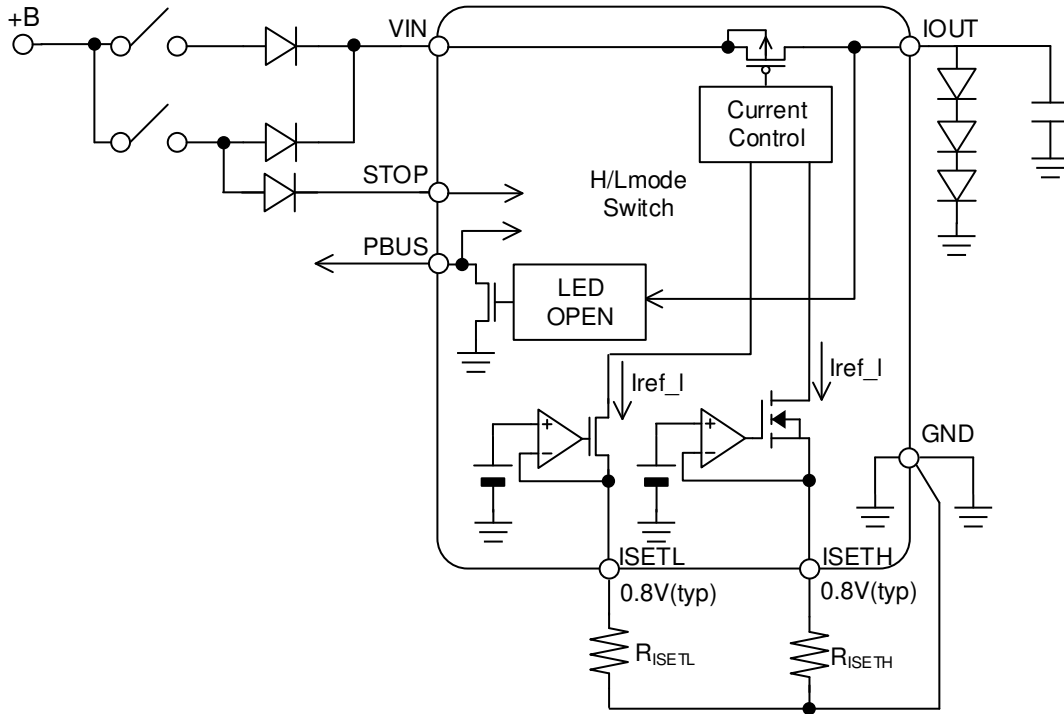 +B
VIN
IOUT
Current
Control
STOP
H/Lmode
Switch
PBUS
LED
OPEN
Iref_l
Iref_l
+
−
+
−
GND
ISETL
ISETH
0.8V(typ)
0.8V(typ)
RISETL
RISETH